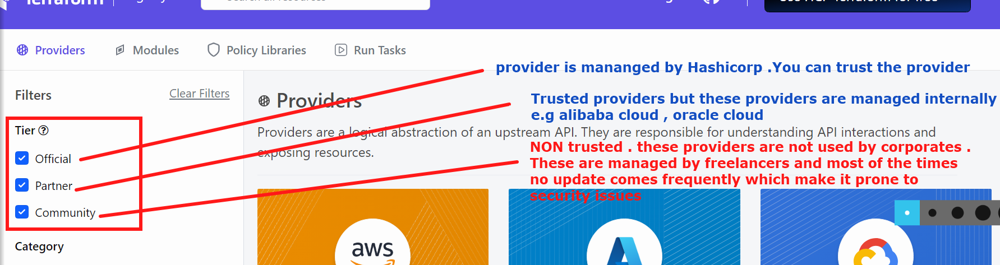 Terraform
Providers
Modules
Policy Libraries
Run Tasks
provider is mananged by Hashicorp .You can trust the provider
Filters
Clear Filters
Providers
Trusted providers but these providers are managed internally
e.g alibaba cloud , oracle cloud
Tier
Providers are a logical abstraction of an upstream API. They are responsible for understanding API interactions and
exposing resources.
Official
NON trusted . these providers are not used by corporates .
These are managed by freelancers and most of the times
no update comes frequently which make it prone to
security issues
Partner
Community
Category
aws